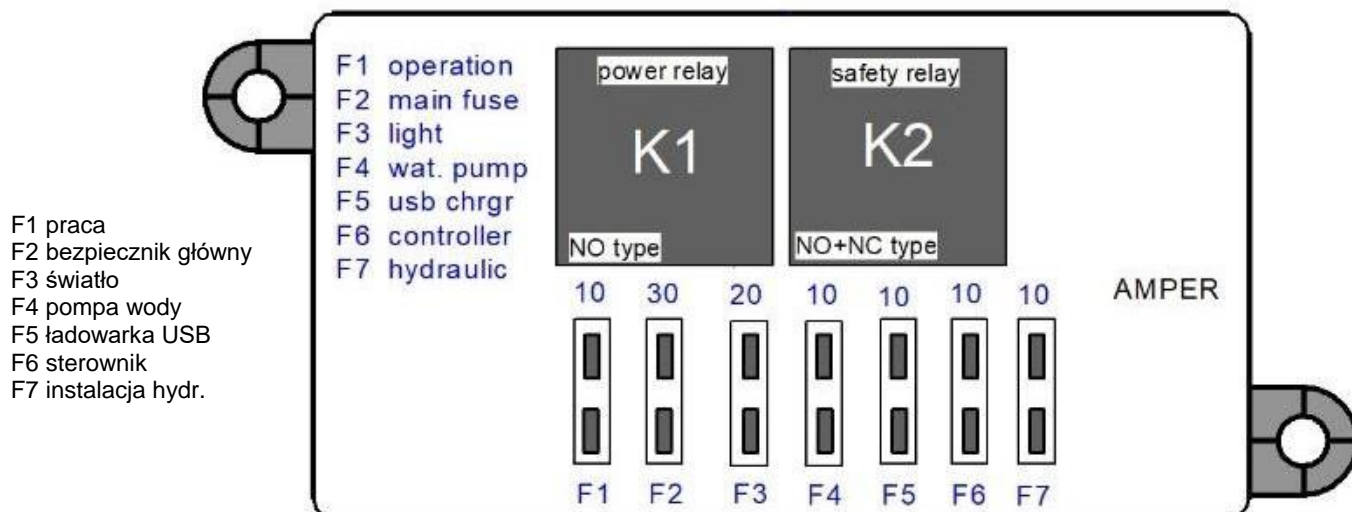 F1 praca
F2 bezpiecznik główny
F3 światło
F4 pompa wody
F5 ładowarka USB
F6 sterownik
F7 instalacja hydr.
F1 operation
F2 main fuse
F3 light
F4 wat. pump
F5 usb chrgr
F6 controller
F7 hydraulic
power relay
K1
NO type
safety relay
K2
NO+NC type
10 30 20 10 10 10 10
AMPER
F1 F2 F3 F4 F5 F6 F7